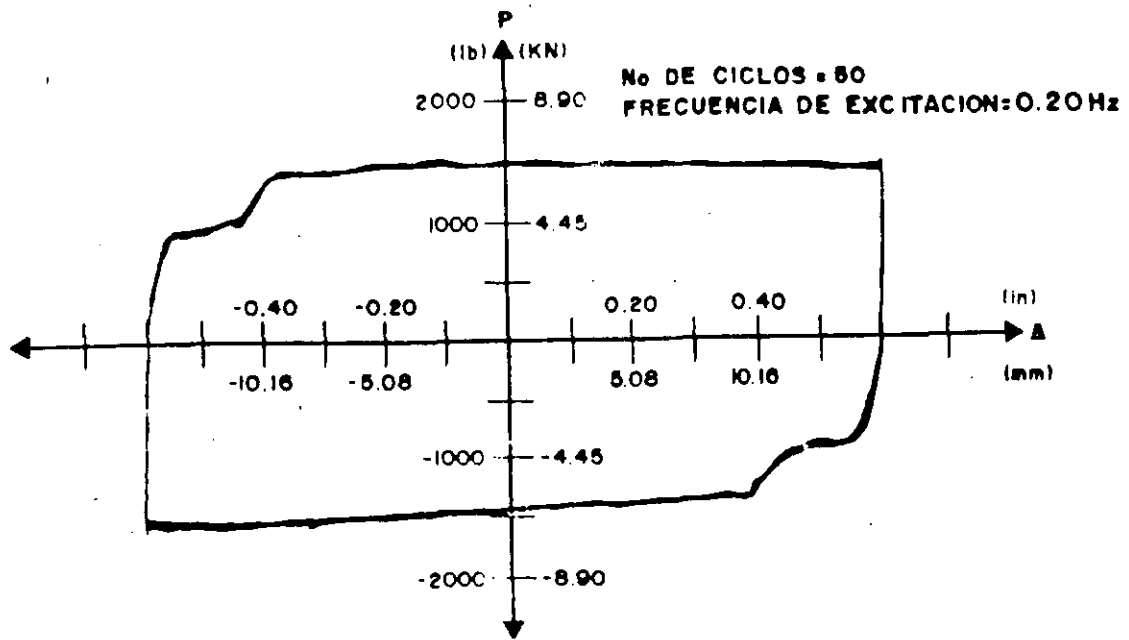 P
(lb) (KN)
No DE CICLOS = 50
FRECUENCIA DE EXCITACION = 0.20 Hz
2000 8.90
1000 4.45
-0.40 -0.20 0.20 0.40 (in)
Δ
-10.16 -5.08 5.08 10.16 (mm)
-1000 -4.45
-2000 -8.90